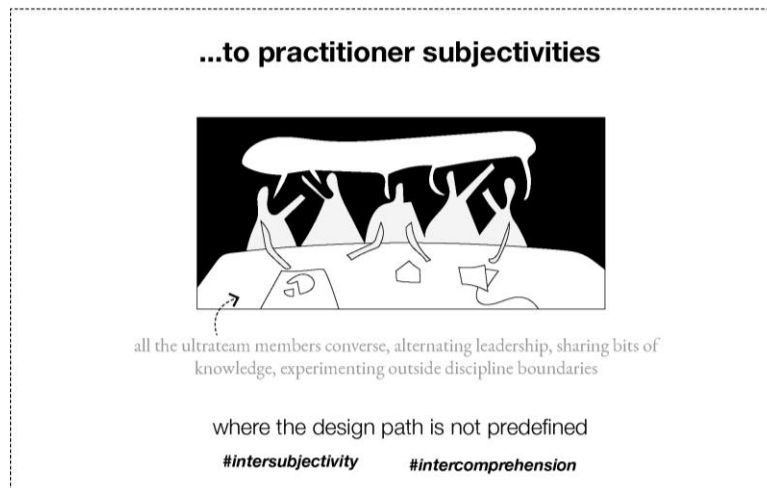 ...to practitioner subjectivities
all the ultrateam members converse, alternating leadership, sharing bits of
knowledge, experimenting outside discipline boundaries
where the design path is not predefined
#intersubjectivity #intercomprehension